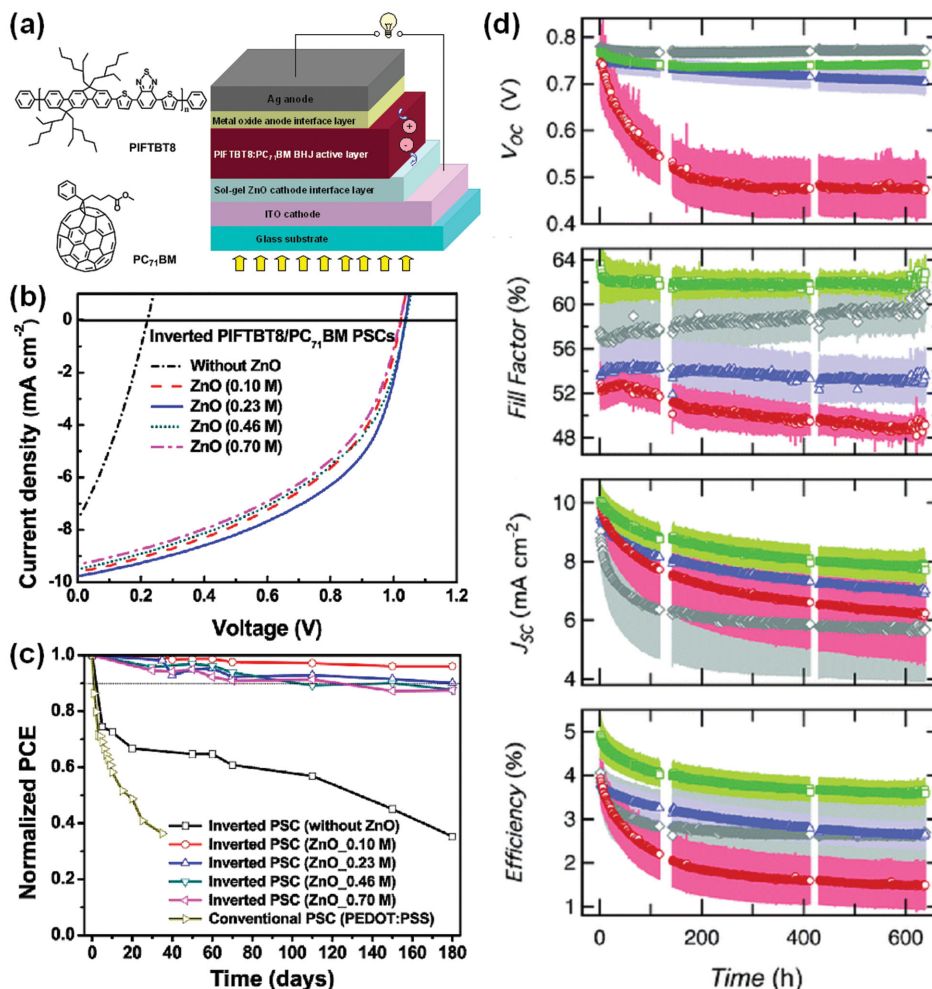 (a)
S
N
N
S
S
n
PIFTBT8
O
O
PC71BM
Ag anode
Metal oxide anode interface layer
PIFTBT8:PC71BM BHJ active layer
+
-
Sol-gel ZnO cathode interface layer
ITO cathode
Glass substrate
(b)
Current density (mA cm⁻²)
0
-2
-4
-6
-8
-10
Inverted PIFTBT8/PC71BM PSCs
Without ZnO
ZnO (0.10 M)
ZnO (0.23 M)
ZnO (0.46 M)
ZnO (0.70 M)
0.0 0.2 0.4 0.6 0.8 1.0 1.2
Voltage (V)
(c)
Normalized PCE
1.0
0.8
0.6
0.4
0.2
0.0
Inverted PSC (without ZnO)
Inverted PSC (ZnO_0.10 M)
Inverted PSC (ZnO_0.23 M)
Inverted PSC (ZnO_0.46 M)
Inverted PSC (ZnO_0.70 M)
Conventional PSC (PEDOT:PSS)
0 20 40 60 80 100 120 140 160 180
Time (days)
(d)
VOC (V)
0.8
0.7
0.6
0.5
0.4
Fill Factor (%)
64
60
56
52
48
JSC (mA cm⁻²)
10
8
6
4
Efficiency (%)
5
4
3
2
1
0 200 400 600
Time (h)